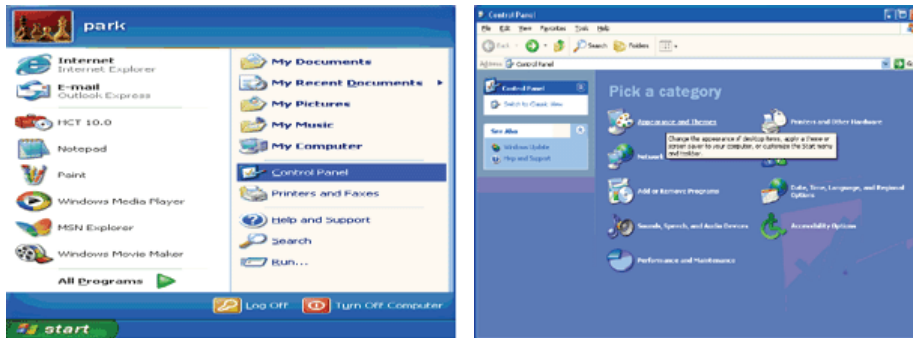 park
Internet
Internet Explorer
E-mail
Outlook Express
HCT 10.0
Notepad
Paint
Windows Media Player
MSN Explorer
Windows Movie Maker
All Programs
My Documents
My Recent Documents
My Pictures
My Music
My Computer
Control Panel
Printers and Faxes
Help and Support
Search
Run...
Log Off
Turn Off Computer
start
Control Panel
File Edit View Favorites Tools Help
Back Search Folders
Address Control Panel
Control Panel
Switch to Classic View
See Also
Windows Update
Help and Support
Pick a category
Appearance and Themes
Printers and Other Hardware
Change the appearance of desktop items, apply a theme or
screen saver to your computer, or customize the Start menu
and taskbar.
Network
Add or Remove Programs
Date, Time, Language, and Regional
Options
Sounds, Speech, and Audio Devices
Accessibility Options
Performance and Maintenance